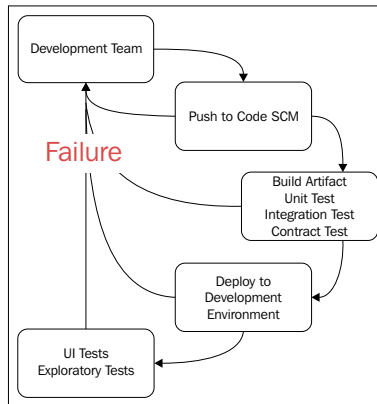 Development Team
Push to Code SCM
Failure
Build Artifact
Unit Test
Integration Test
Contract Test
Deploy to
Development
Environment
UI Tests
Exploratory Tests